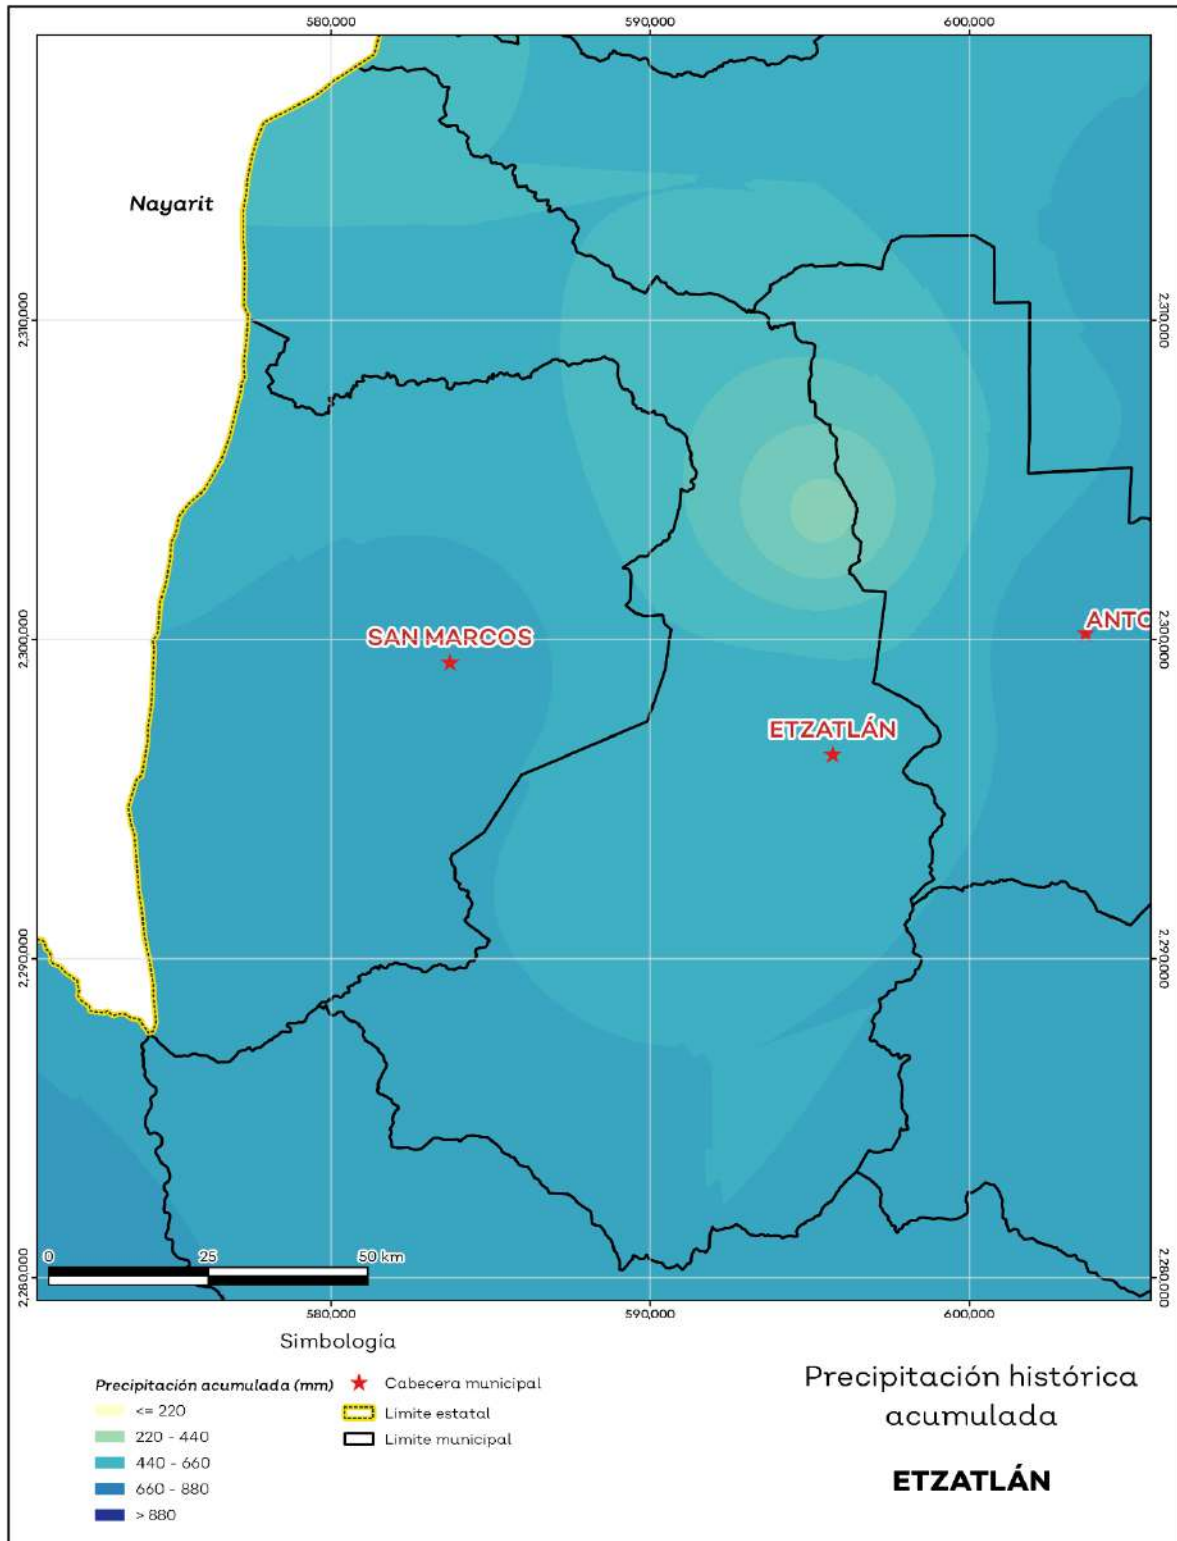 580,000
590,000
600,000
Nayarit
2,310,000
2,310,000
SAN MARCOS
ANTO
2,300,000
2,300,000
ETZATLÁN
2,290,000
2,290,000
2,280,000
2,280,000
0 25 50 km
580,000
590,000
600,000
Simbología
Precipitación acumulada (mm)
<= 220
220 - 440
440 - 660
660 - 880
> 880
Cabecera municipal
Limite estatal
Limite municipal
Precipitación histórica
acumulada
ETZATLÁN